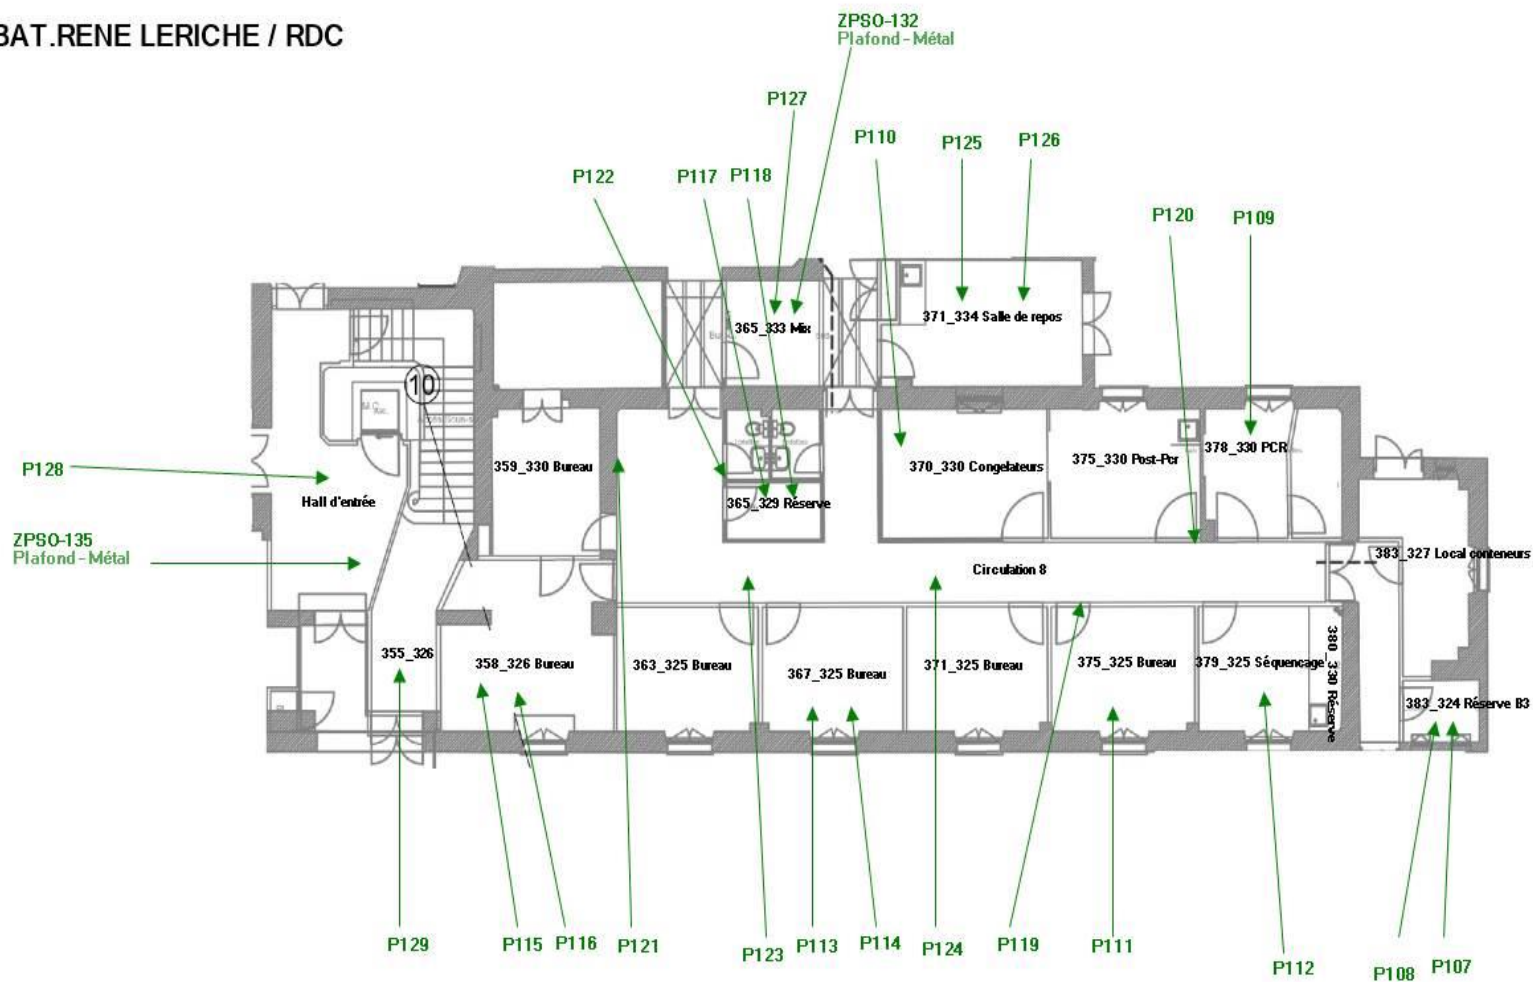 BAT.RENE LERICHE / RDC
ZPSO-132
Plafond - Métal
P127
P110
P125
P126
P122
P117
P118
P120
P109
365_333 Mix
371_334 Salle de repos
10
P128
Hall d'entrée
359_330 Bureau
365_329 Réserve
370_330 Congelateurs
375_330 Post-Pcr
378_330 PCR
ZPSO-135
Plafond - Métal
383_327 Local conteneurs
Circulation 8
355_326
358_326 Bureau
363_325 Bureau
367_325 Bureau
371_325 Bureau
375_325 Bureau
379_325 Séquencage
380_330 Réserve
383_324 Réserve B3
P129
P115
P116
P121
P123
P113
P114
P124
P119
P111
P112
P108
P107